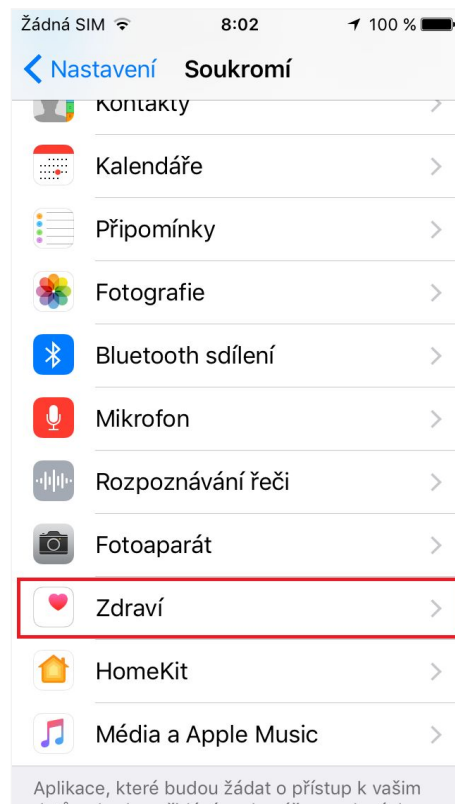 Žádná SIM 8:02 100 %
Nastavení Soukromí
Kontakty
Kalendáře
Připomínky
Fotografie
Bluetooth sdílení
Mikrofon
Rozpoznávání řeči
Fotoaparát
Zdraví
HomeKit
Média a Apple Music
Aplikace, které budou žádat o přístup k vašim